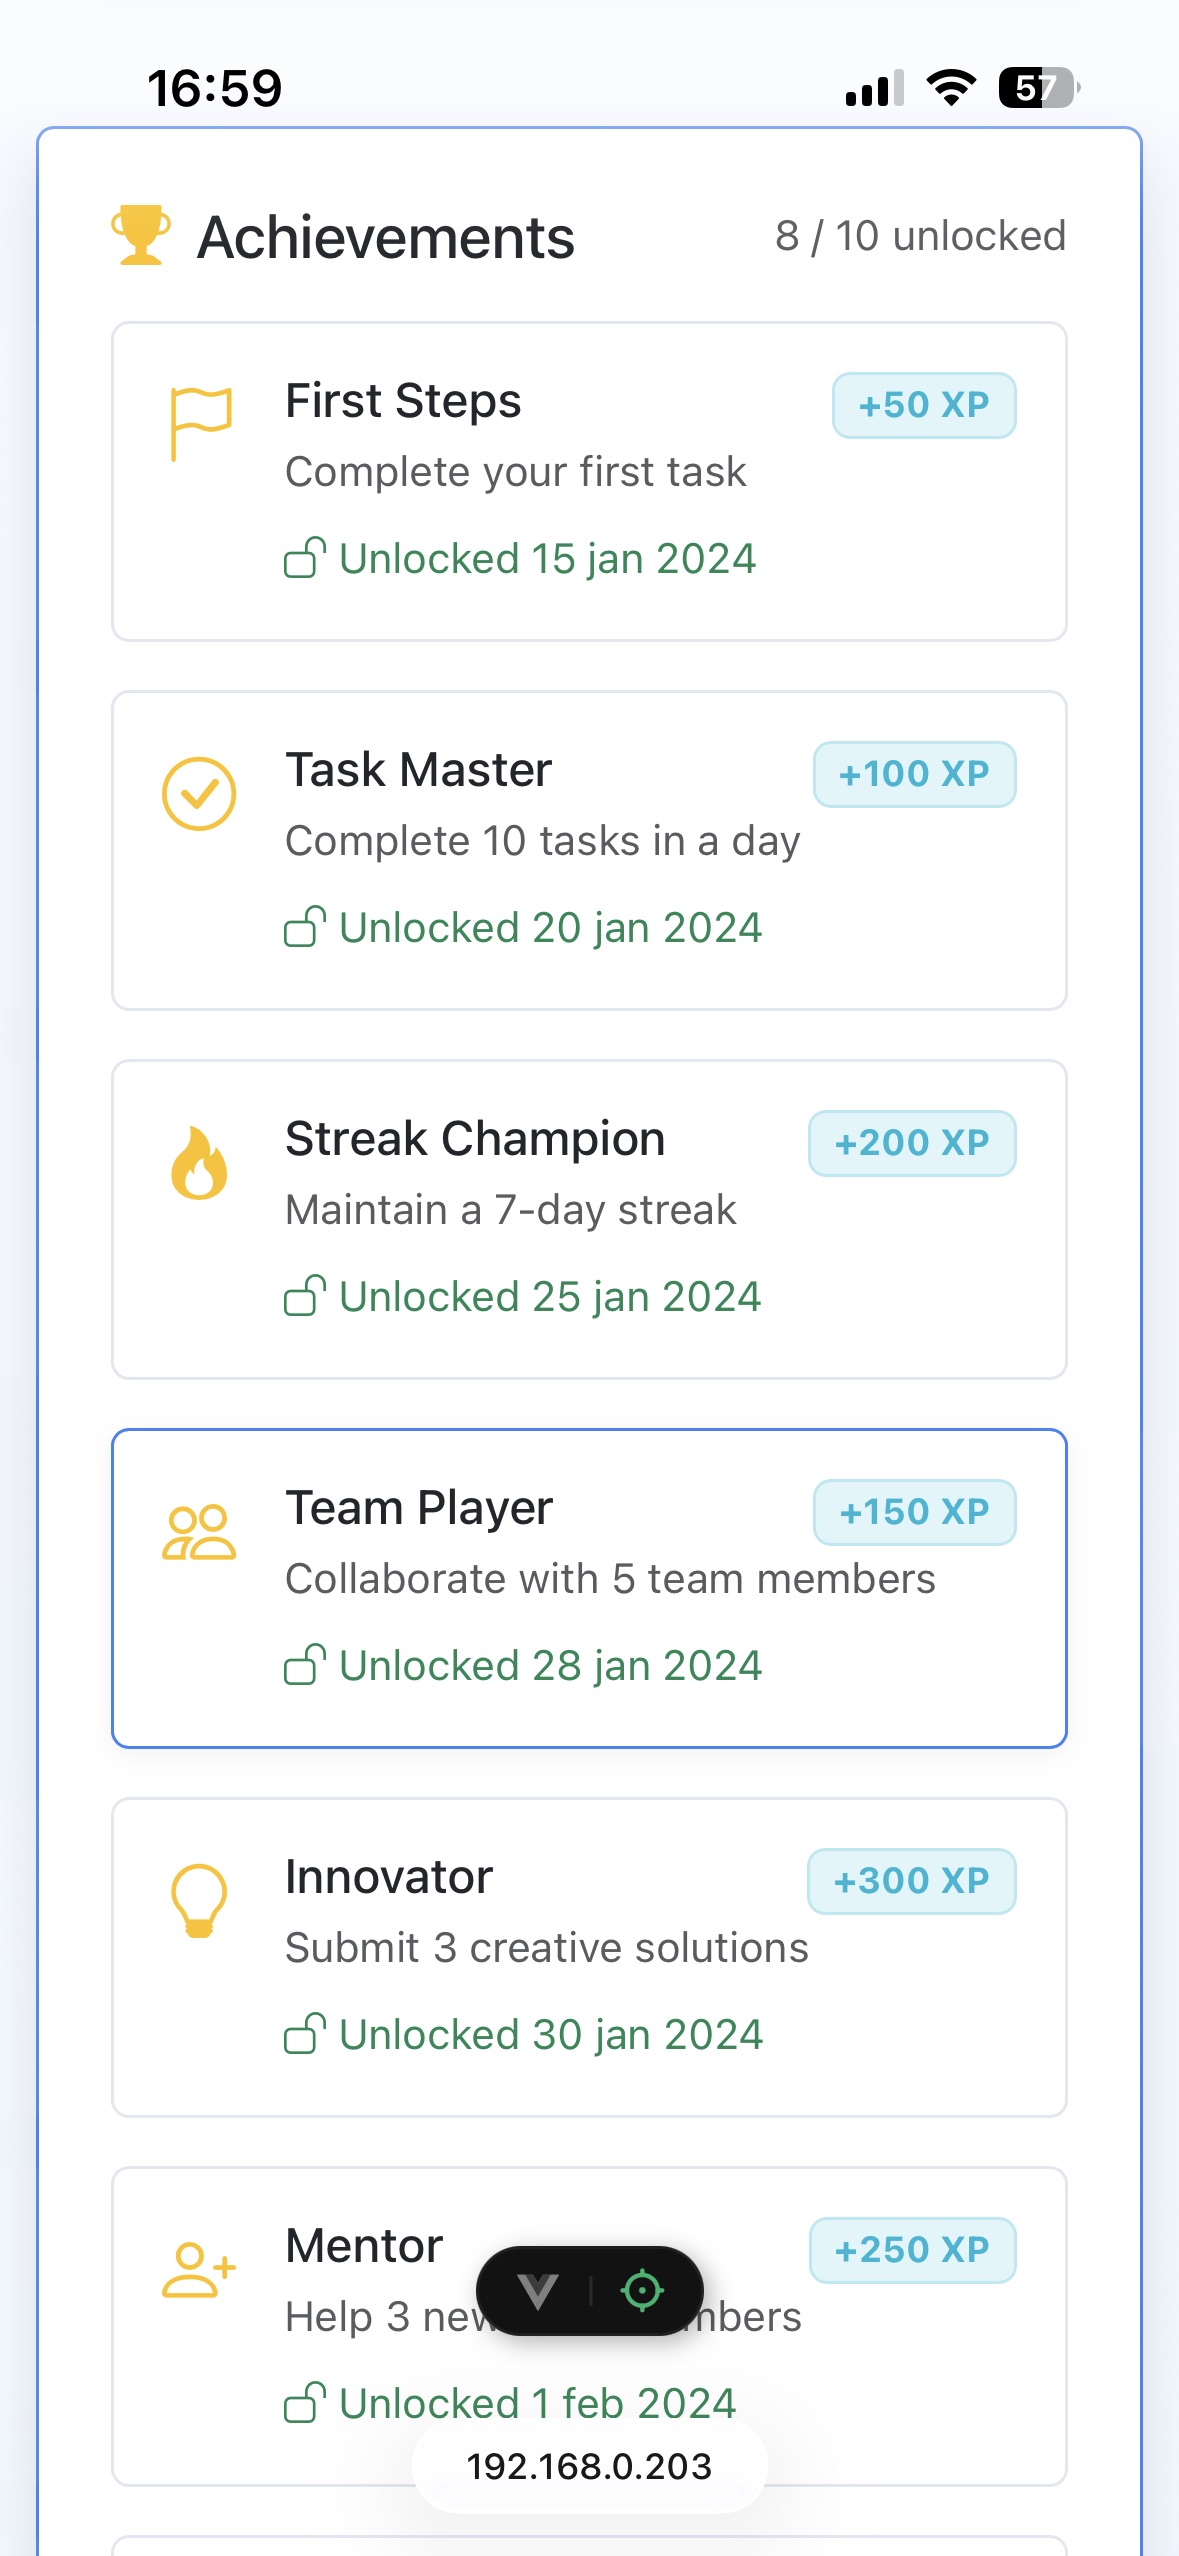 16:59
57
Achievements
8 / 10 unlocked
First Steps
+50 XP
Complete your first task
Unlocked 15 jan 2024
Task Master
+100 XP
Complete 10 tasks in a day
Unlocked 20 jan 2024
Streak Champion
+200 XP
Maintain a 7-day streak
Unlocked 25 jan 2024
Team Player
+150 XP
Collaborate with 5 team members
Unlocked 28 jan 2024
Innovator
+300 XP
Submit 3 creative solutions
Unlocked 30 jan 2024
Mentor
+250 XP
Help 3
Unlocked 1 feb 2024
192.168.0.203